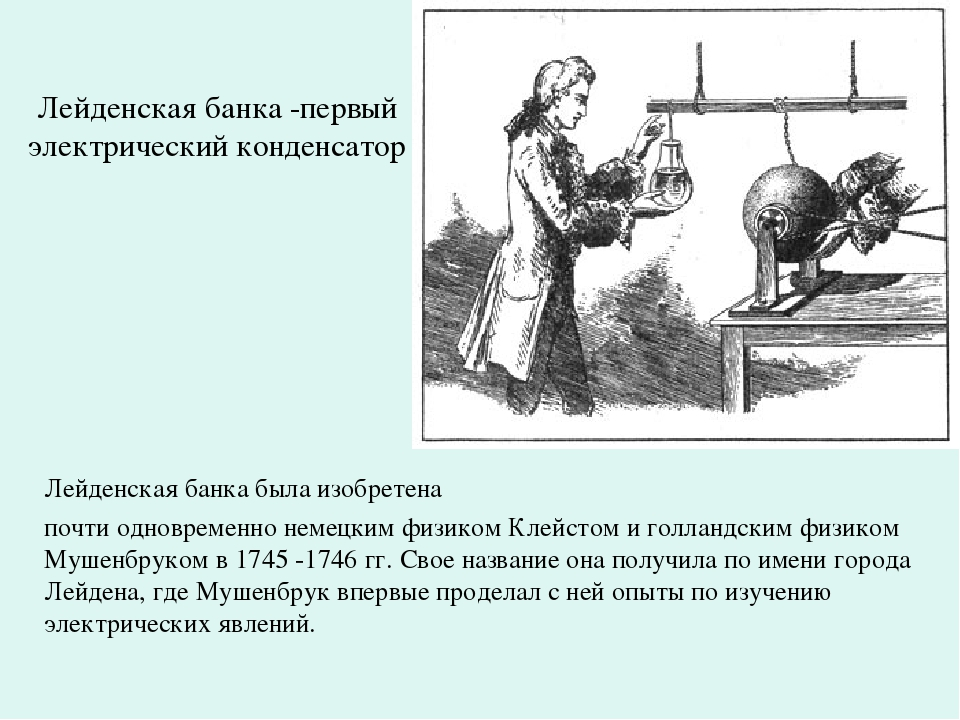 Лейденская банка -первый
электрический конденсатор
Лейденская банка была изобретена
почти одновременно немецким физиком Клейстом и голландским физиком
Мушенбруком в 1745 -1746 гг. Свое название она получила по имени города
Лейдена, где Мушенбрук впервые проделал с ней опыты по изучению
электрических явлений.